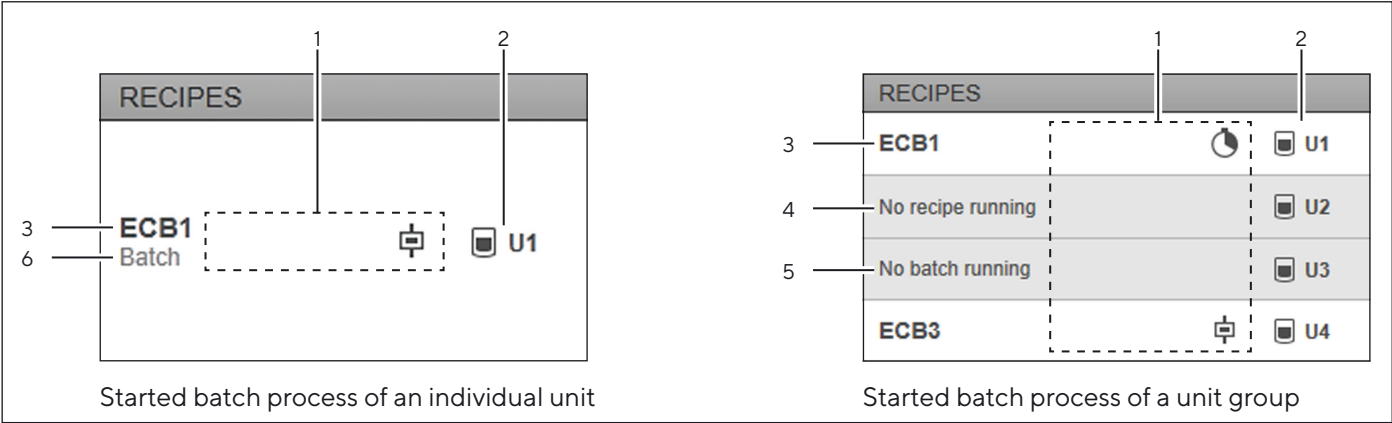 1 2
RECIPES
3 ECB1 U1
6 Batch
Started batch process of an individual unit
1 2
RECIPES
3 ECB1 U1
4 No recipe running U2
5 No batch running U3
ECB3 U4
Started batch process of a unit group